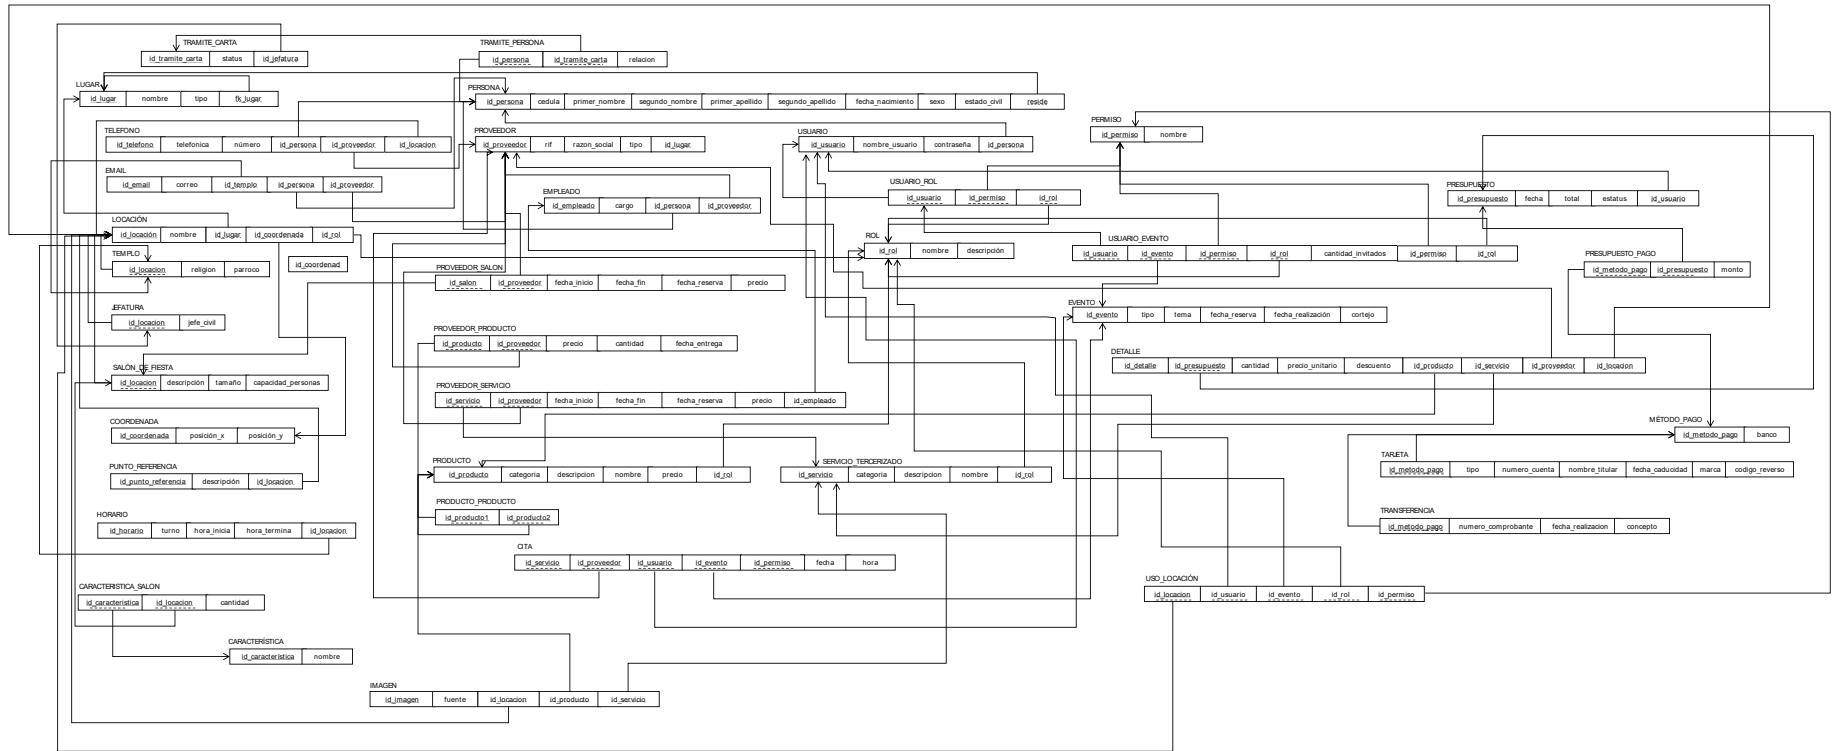 TRAMITE_CARTA
id_tramite_carta status id_jefatura
TRAMITE_PERSONA
id_persona id_tramite_carta relacion
LUGAR
id_lugar nombre tipo fk_lugar
PERSONA
id_persona cedula primer_nombre segundo_nombre primer_apellido segundo_apellido fecha_nacimiento sexo estado_civil reside
TELEFONO
id_telefono telefonica número id_persona id_proveedor id_locacion
PROVEEDOR
id_proveedor rif razon_social tipo id_lugar
USUARIO
id_usuario nombre_usuario contraseña id_persona
PERMISO
id_permiso nombre
EMAIL
id_email correo id_templo id_persona id_proveedor
EMPLEADO
id_empleado cargo id_persona id_proveedor
USUARIO_ROL
id_usuario id_permiso id_rol
PRESUPUESTO
id_presupuesto fecha total estatus id_usuario
LOCACIÓN
id_locación nombre id_lugar id_coordenada id_rol
ROL
id_rol nombre descripción
USUARIO_EVENTO
id_usuario id_evento id_permiso id_rol cantidad_invitados id_permiso id_rol
TEMPLO
id_locacion religion parroco
id_coordenad
PROVEEDOR_SALON
id_salon id_proveedor fecha_inicio fecha_fin fecha_reserva precio
PRESUPUESTO_PAGO
id_metodo_pago id_presupuesto monto
JEFATURA
id_locacion jefe_civil
EVENTO
id_evento tipo tema fecha_reserva fecha_realización cortejo
PROVEEDOR_PRODUCTO
id_producto id_proveedor precio cantidad fecha_entrega
DETALLE
id_detalle id_presupuesto cantidad precio_unitario descuento id_producto id_servicio id_proveedor id_locacion
SALÓN_DE_FIESTA
id_locacion descripción tamaño capacidad_personas
PROVEEDOR_SERVICIO
id_servicio id_proveedor fecha_inicio fecha_fin fecha_reserva precio id_empleado
COORDENADA
id_coordenada posición_x posición_y
MÉTODO_PAGO
id_metodo_pago banco
PUNTO_REFERENCIA
id_punto_referencia descripción id_locacion
PRODUCTO
id_producto categoria descripcion nombre precio id_rol
SERVICIO_TERCERIZADO
id_servicio categoria descripcion nombre id_rol
TARJETA
id_metodo_pago tipo numero_cuenta nombre_titular fecha_caducidad marca codigo_reverso
PRODUCTO_PRODUCTO
id_producto1 id_producto2
HORARIO
id_horario turno hora_inicia hora_termina id_locacion
TRANSFERENCIA
id_metodo_pago numero_comprobante fecha_realizacion concepto
CITA
id_servicio id_proveedor id_usuario id_evento id_permiso fecha hora
CARACTERISTICA_SALON
id_caracteristica id_locacion cantidad
USO_LOCACIÓN
id_locacion id_usuario id_evento id_rol id_permiso
CARACTERÍSTICA
id_característica nombre
IMAGEN
id_imagen fuente id_locacion id_producto id_servicio